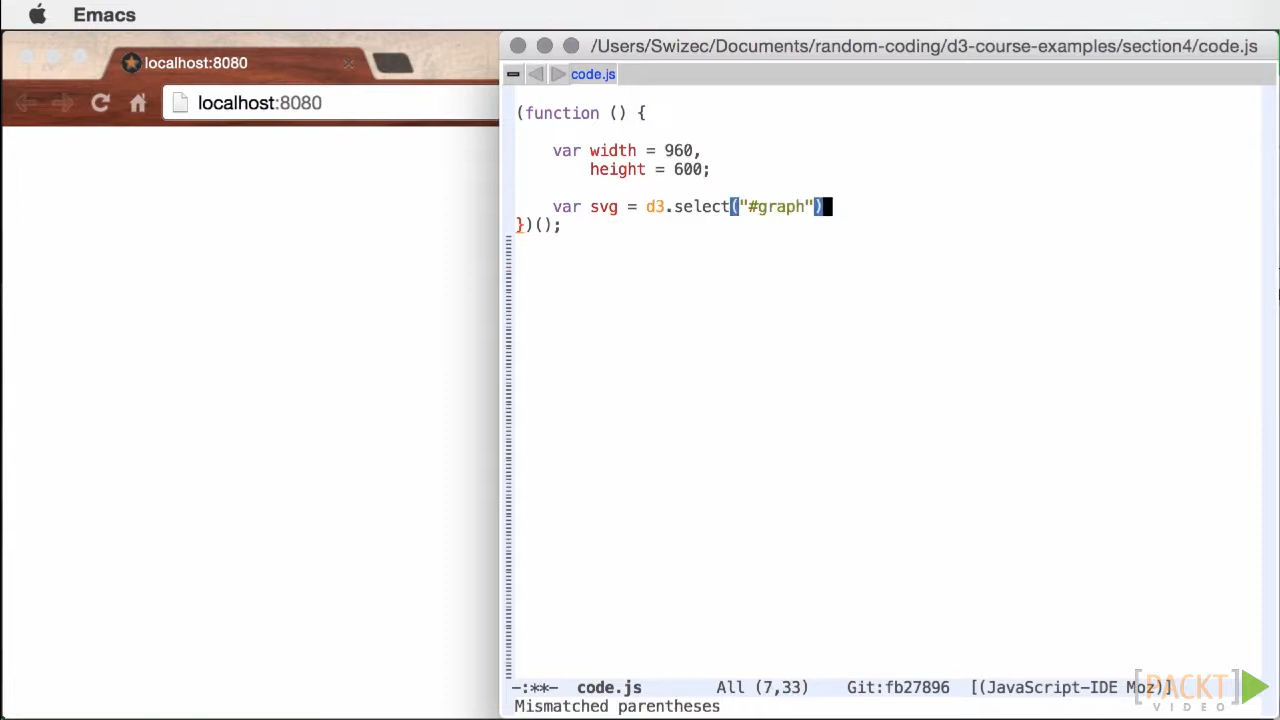 Emacs
localhost:8080
localhost:8080
/Users/Swizec/Documents/random-coding/d3-course-examples/section4/code.js
code.js
(function () {
var width = 960,
height = 600;
var svg = d3.select("#graph")
})();
-:**- code.js All (7,33) Git:fb27896 [(JavaScript-IDE Moz)]
Mismatched parentheses
[PACKT]
VIDEO